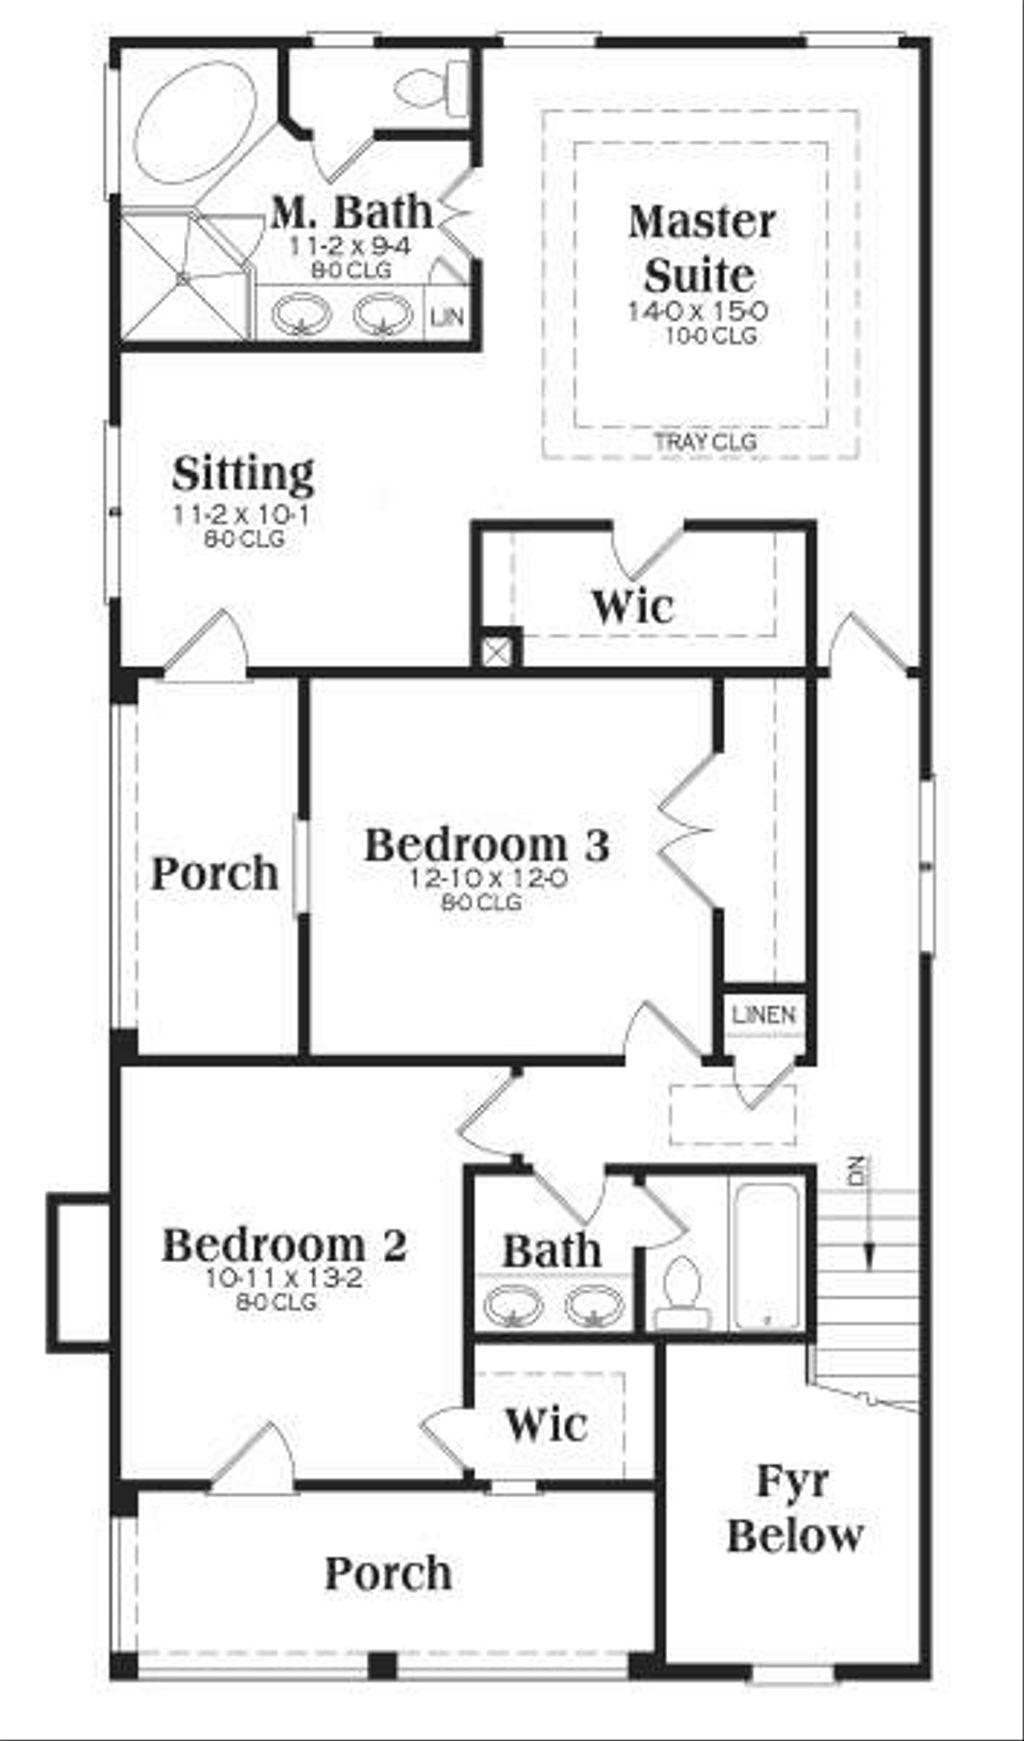 M. Bath
11-2 x 9-4
8-0 CLG
LIN
Master
Suite
14-0 x 15-0
10-0 CLG
TRAY CLG
Sitting
11-2 x 10-1
8-0 CLG
Wic
Porch
Bedroom 3
12-10 x 12-0
8-0 CLG
LINEN
DN
Bedroom 2
10-11 x 13-2
8-0 CLG
Bath
Wic
Fyr
Below
Porch